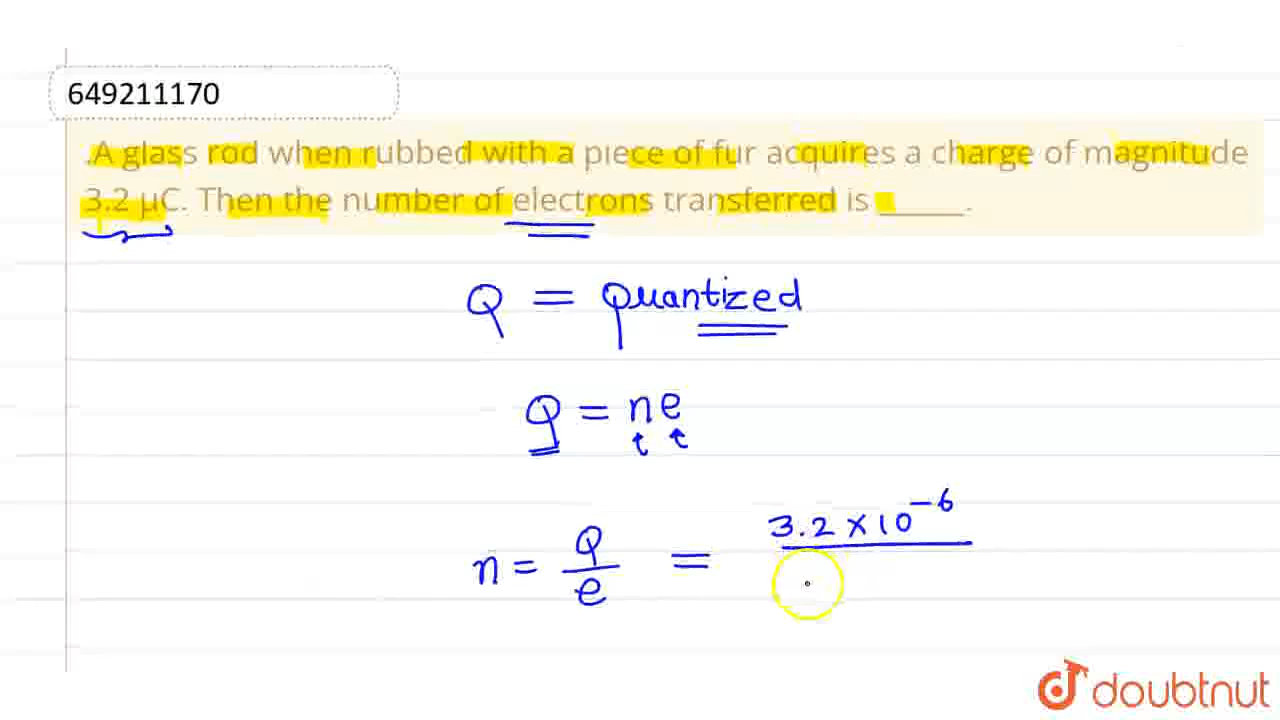 649211170
.A glass rod when rubbed with a piece of fur acquires a charge of magnitude
3.2 μC. Then the number of electrons transferred is ______.
Q = quantized
Q = ne
n = Q/e = 3.2 × 10⁻⁶
doubtnut